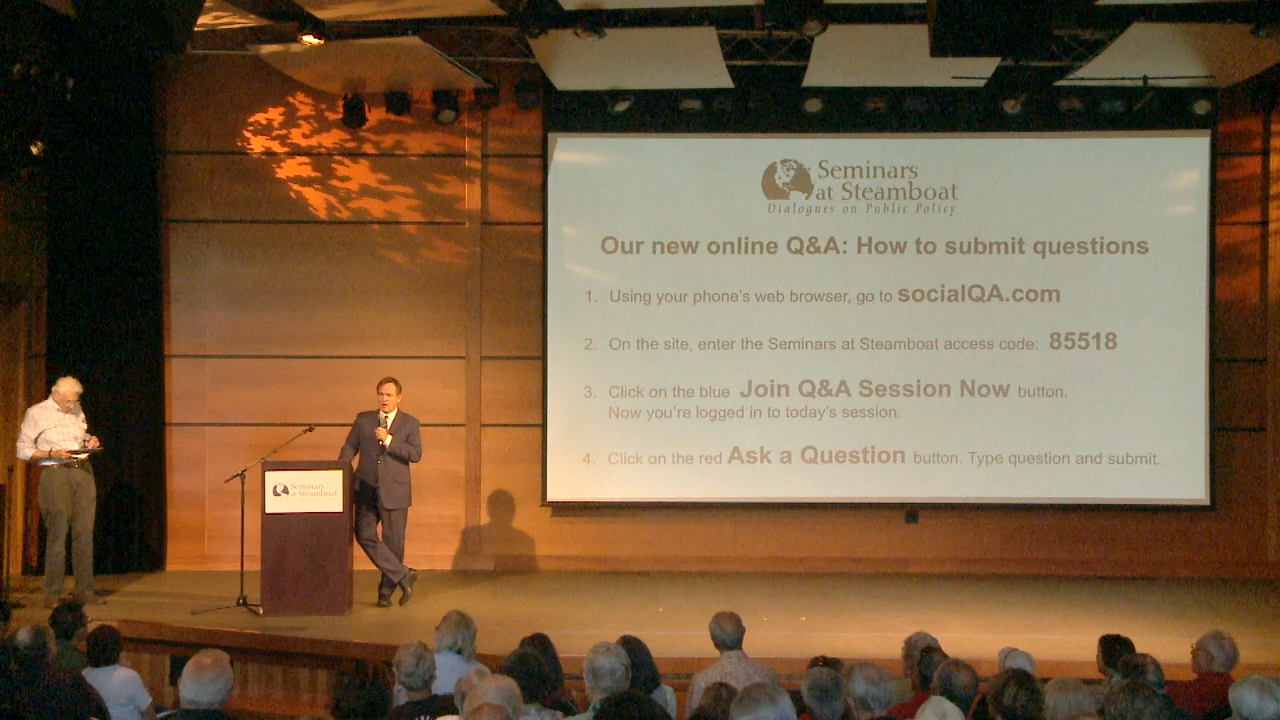 Seminars
at Steamboat
Dialogues on Public Policy
Our new online Q&A: How to submit questions
1. Using your phone's web browser, go to socialQA.com
2. On the site, enter the Seminars at Steamboat access code: 85518
3. Click on the blue Join Q&A Session Now button.
Now you're logged in to today's session.
4. Click on the red Ask a Question button. Type question and submit.
Seminars
at Steamboat